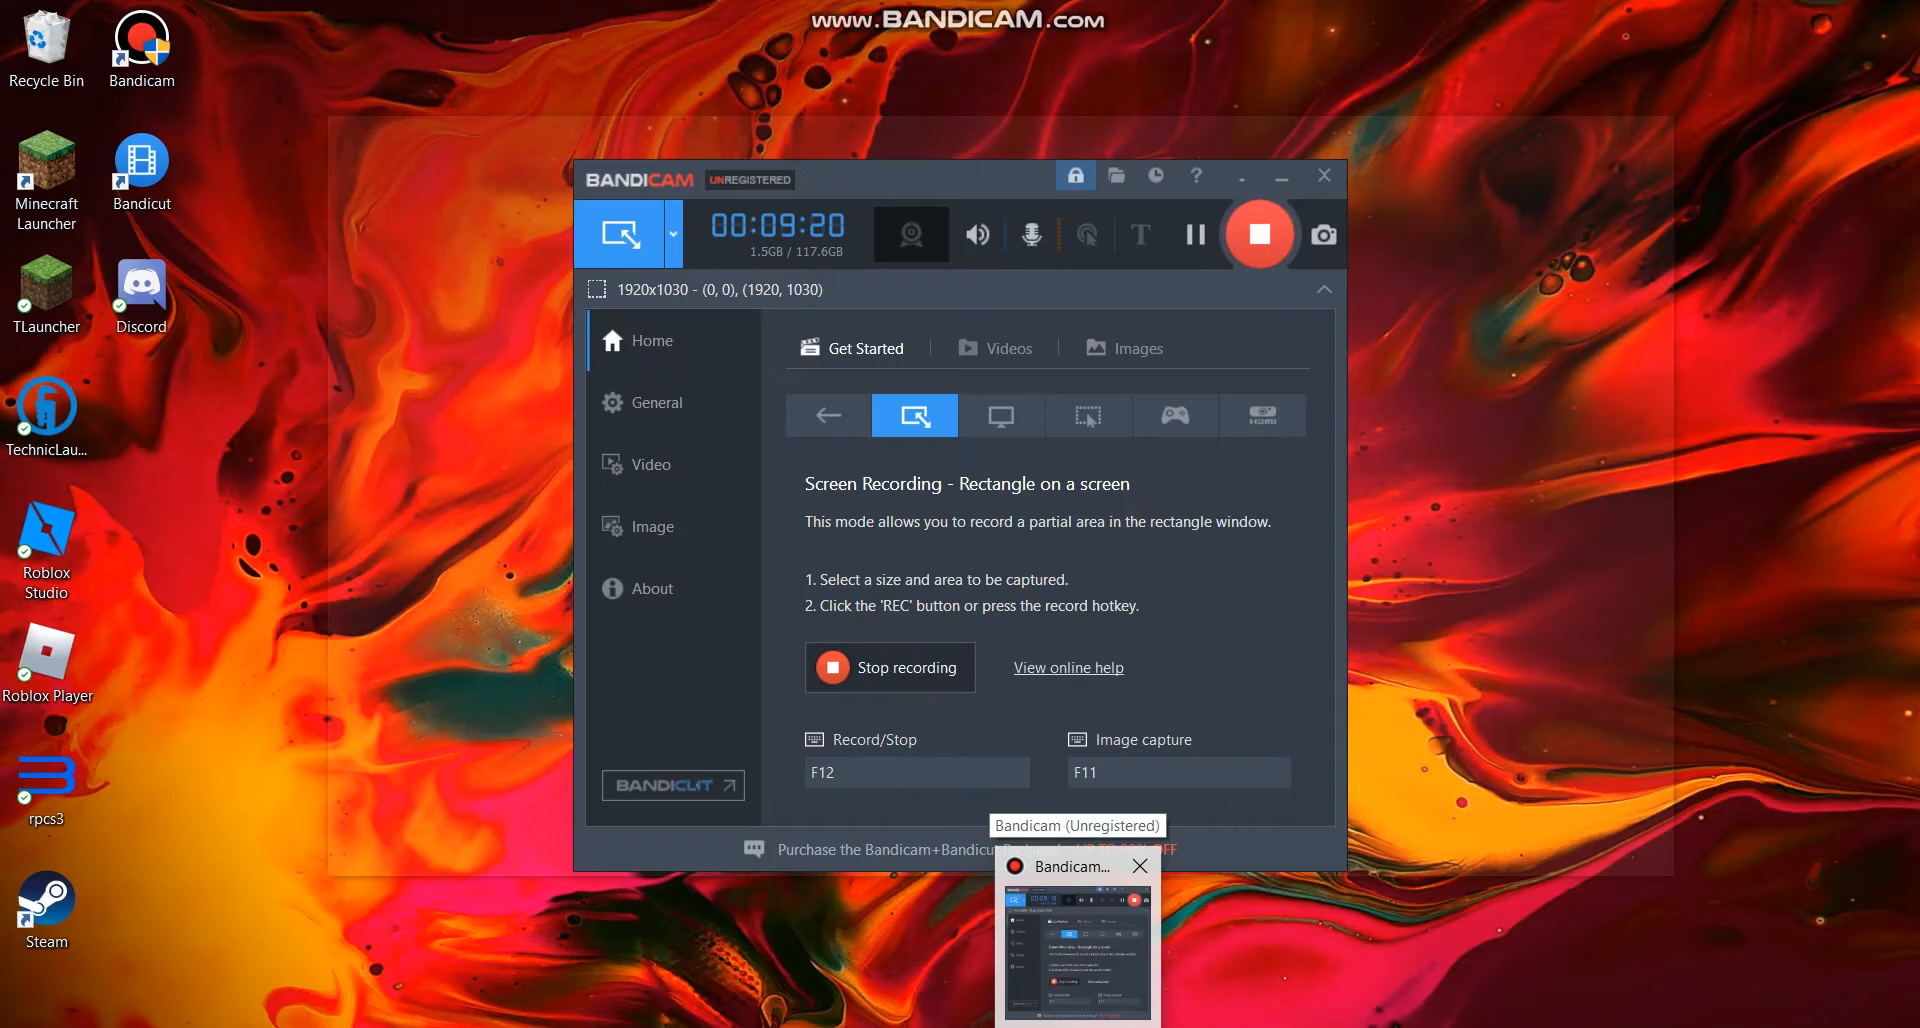 www.BANDICAM.com
Recycle Bin
Bandicam
Minecraft
Launcher
Bandicut
TLauncher
Discord
TechnicLau...
Roblox
Studio
Roblox Player
rpcs3
Steam
BANDICAM UNREGISTERED
00:09:20
1.5GB / 117.6GB
1920x1030 - (0, 0), (1920, 1030)
Home
General
Video
Image
About
BANDICUT
Get Started
Videos
Images
HDMI
Screen Recording - Rectangle on a screen
This mode allows you to record a partial area in the rectangle window.
1. Select a size and area to be captured.
2. Click the 'REC' button or press the record hotkey.
Stop recording
View online help
Record/Stop
Image capture
F12
F11
Bandicam (Unregistered)
Purchase the Bandicam+Bandicu
OFF
Bandicam...